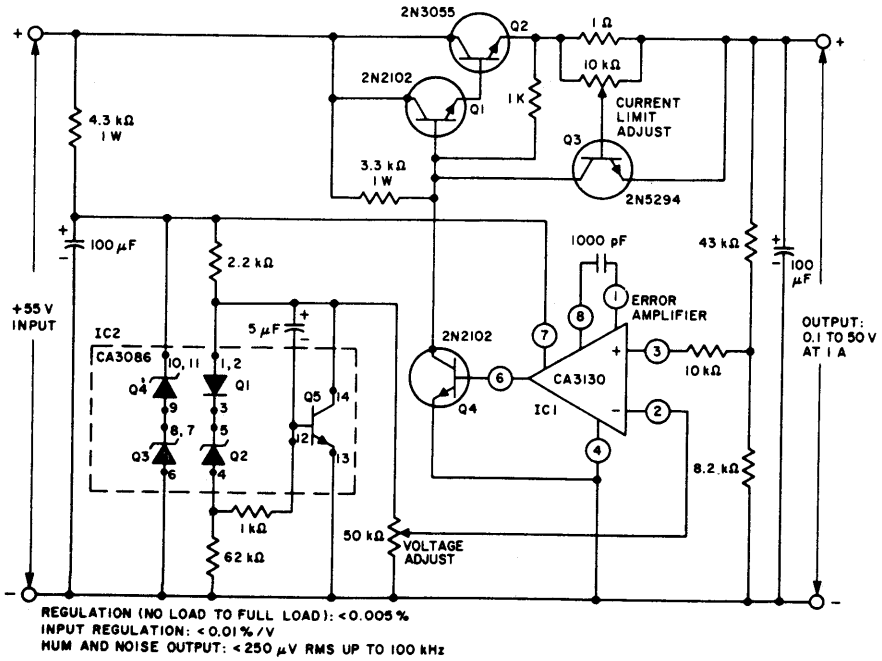 2N3055
Q2
1 Ω
+
+
10 kΩ
2N2102
Q1
1 K
CURRENT
LIMIT
ADJUST
4.3 kΩ
1 W
Q3
3.3 kΩ
1 W
2N5294
+
-
100 μF
2.2 kΩ
1000 pF
43 kΩ
+
-
100
μF
+55 V
INPUT
5 μF
+
-
8
1
ERROR
AMPLIFIER
OUTPUT:
0.1 TO 50 V
AT 1 A
IC2
CA3086
2N2102
7
10, 11
1, 2
Q4
Q1
Q5
14
6
+
CA3130
3
10 kΩ
9
3
Q4
IC1
-
2
8, 7
5
12
Q3
Q2
13
4
6
4
8.2 kΩ
1 kΩ
50 kΩ
VOLTAGE
ADJUST
62 kΩ
-
-
REGULATION (NO LOAD TO FULL LOAD): <0.005 %
INPUT REGULATION: <0.01 %/V
HUM AND NOISE OUTPUT: <250 μV RMS UP TO 100 kHz